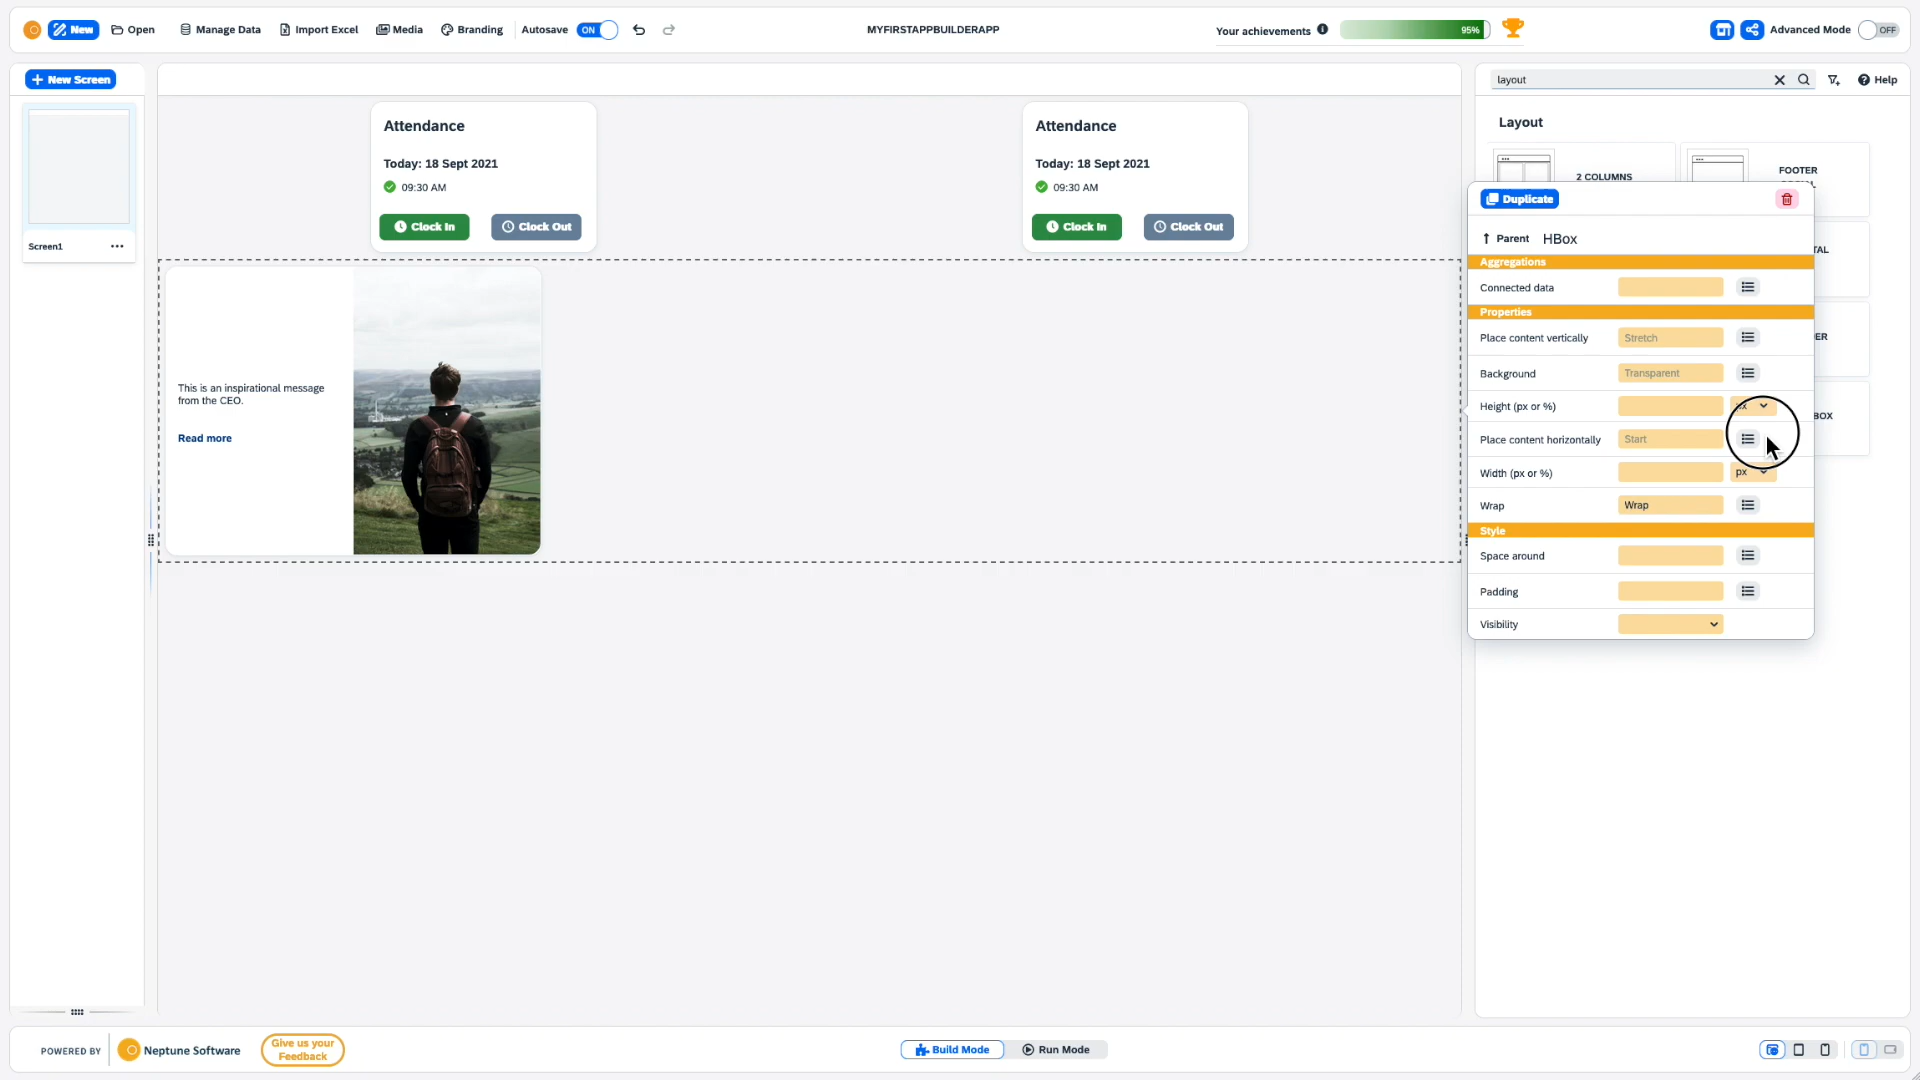 New
Open
Manage Data
Import Excel
Media
Branding
Autosave
ON
MYFIRSTAPPBUILDERAPP
Your achievements
95%
Advanced Mode
OFF
New Screen
layout
Help
Attendance
Today: 18 Sept 2021
09:30 AM
Clock In
Clock Out
Attendance
Today: 18 Sept 2021
09:30 AM
Clock In
Clock Out
Screen1
This is an inspirational message
from the CEO.
Read more
Layout
2 COLUMNS
FOOTER
TAL
ER
BOX
Duplicate
Parent HBox
Aggregations
Connected data
Properties
Place content vertically
Stretch
Background
Transparent
Height (px or %)
px
Place content horizontally
Start
Width (px or %)
px
Wrap
Wrap
Style
Space around
Padding
Visibility
POWERED BY
Neptune Software
Give us your
Feedback
Build Mode
Run Mode